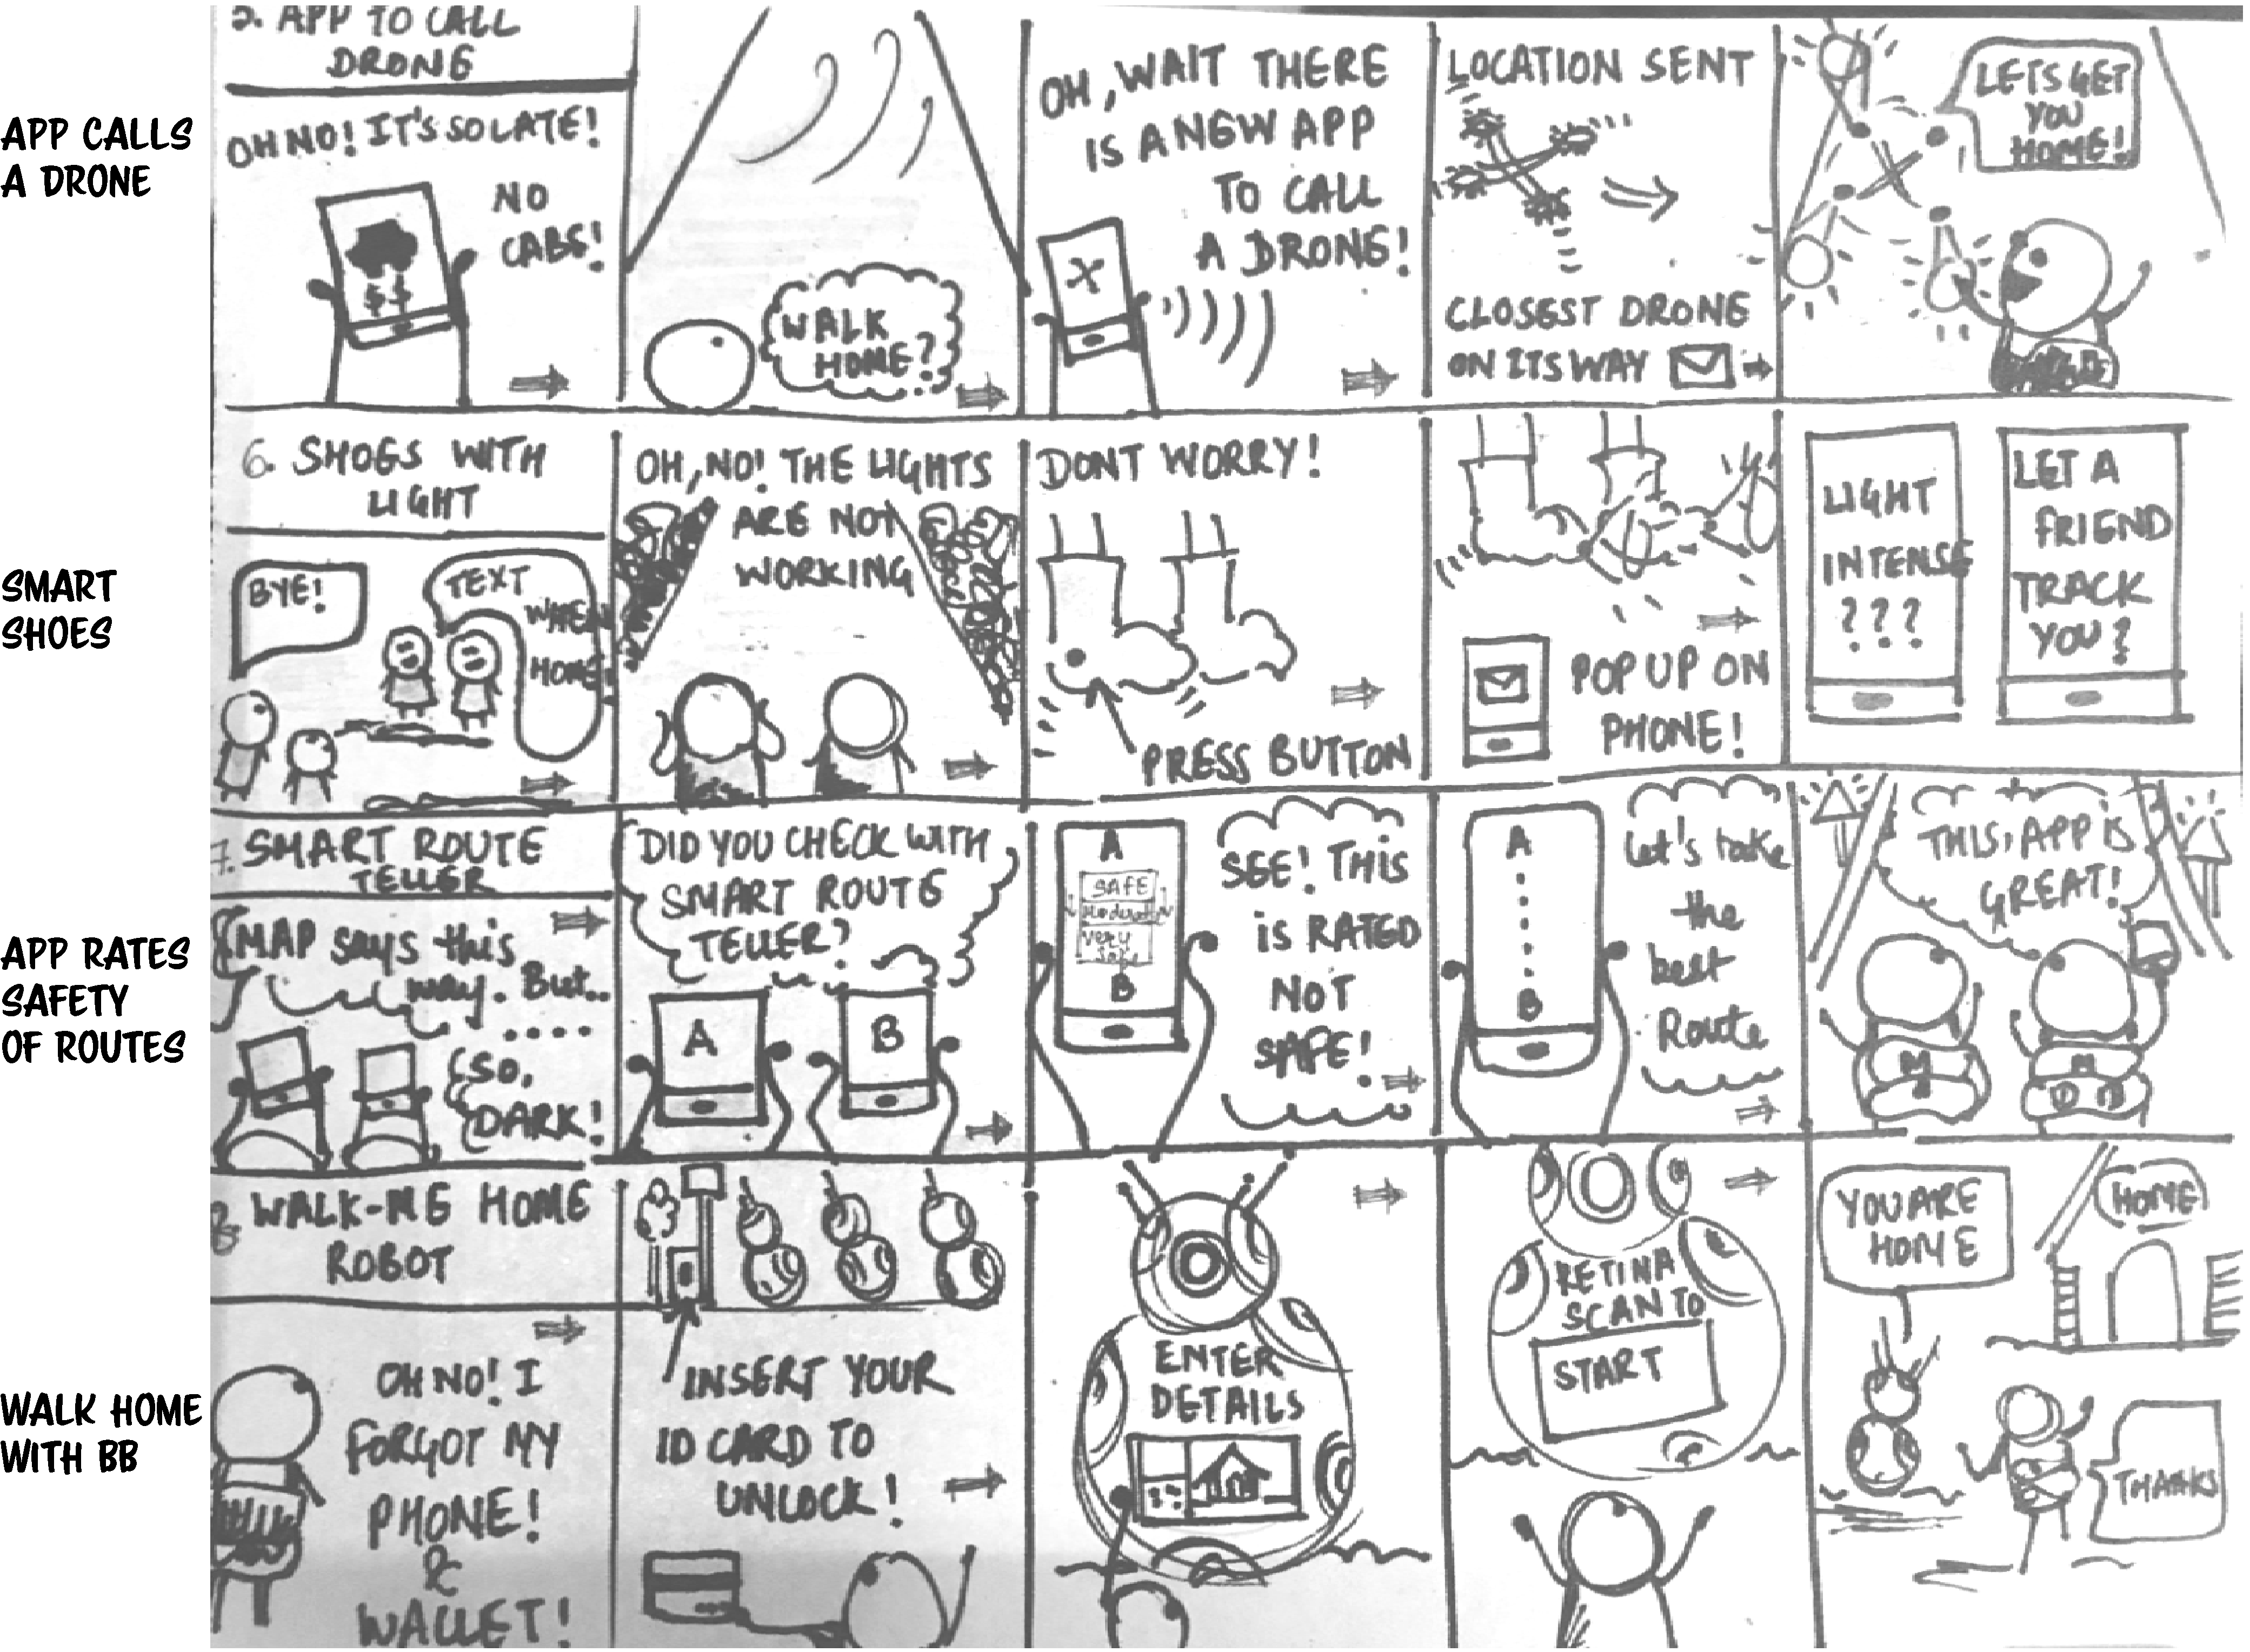 APP CALLS
A DRONE
5. APP TO CALL
DRONE
OH NO! IT'S SO LATE!
NO
CABS!
$$
WALK
HOME?
OH, WAIT THERE
IS A NEW APP
TO CALL
A DRONE!
X
LOCATION SENT
CLOSEST DRONE
ON ITS WAY
LETS GET
YOU
HOME!
SMART
SHOES
6. SHOES WITH
LIGHT
BYE!
TEXT
WHEN
HOME!
OH, NO! THE LIGHTS
ARE NOT
WORKING
DONT WORRY!
PRESS BUTTON
POP UP ON
PHONE!
LIGHT
INTENSE
???
LET A
FRIEND
TRACK
YOU?
APP RATES
SAFETY
OF ROUTES
7. SMART ROUTE
TELLER
MAP says this
way. But..
....
SO,
DARK!
DID YOU CHECK WITH
SMART ROUTE
TELLER?
A
B
A
SAFE
Moderate
very
safe
B
SEE! THIS
is RATED
NOT
SAFE!
A
B
Let's take
the
best
Route
THIS APP IS
GREAT!
WALK HOME
WITH BB
8. WALK-ME HOME
ROBOT
OH NO! I
FORGOT MY
PHONE!
&
WALLET!
INSERT YOUR
ID CARD TO
UNLOCK!
ENTER
DETAILS
RETINA
SCAN TO
START
YOU ARE
HOME
HOME
THANKS